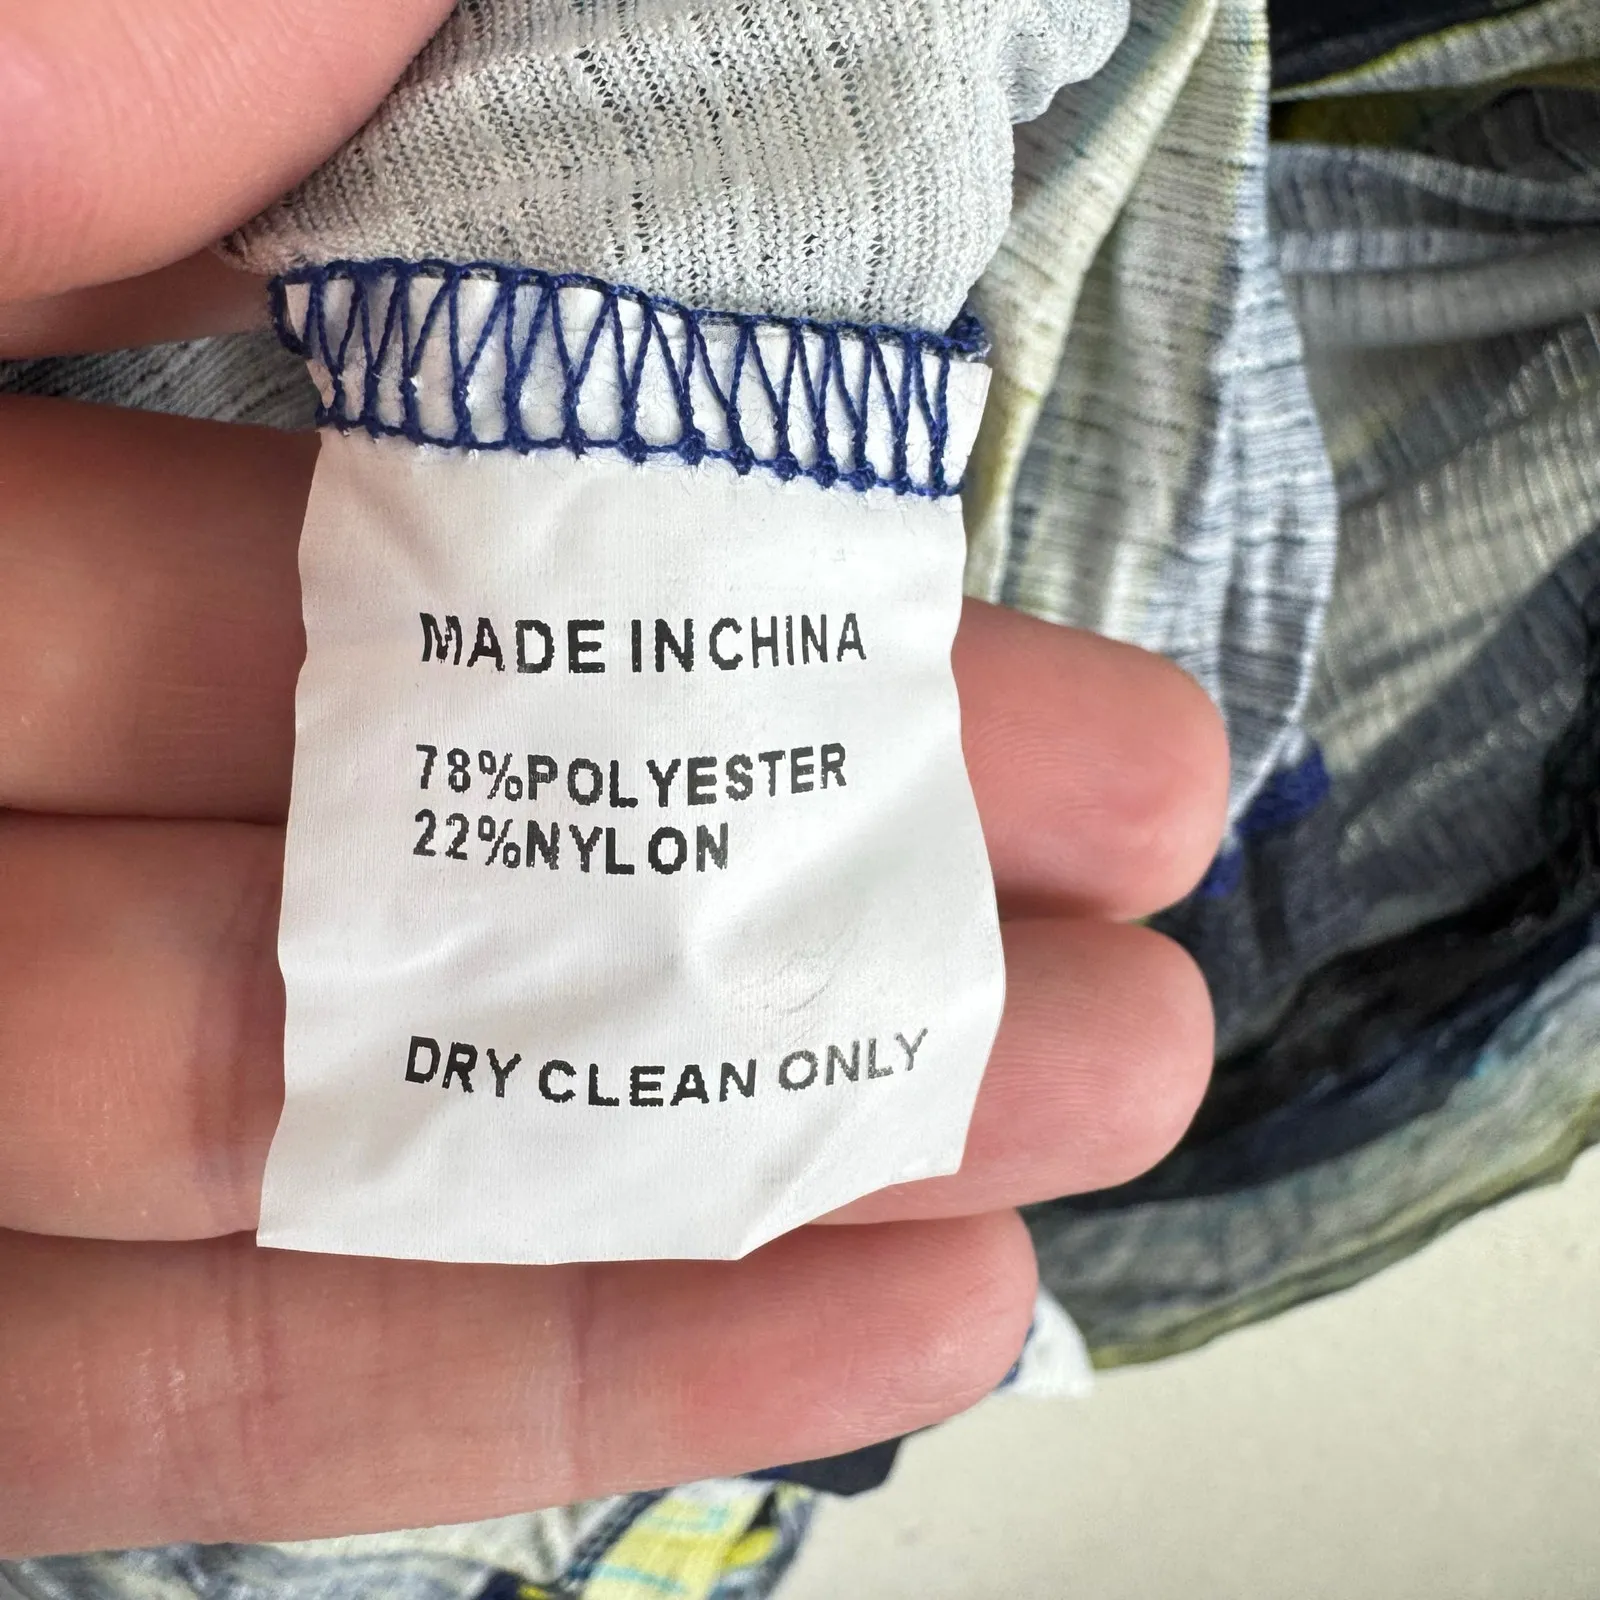 MADE IN CHINA
78%POLYESTER
22%NYLON
DRY CLEAN ONLY